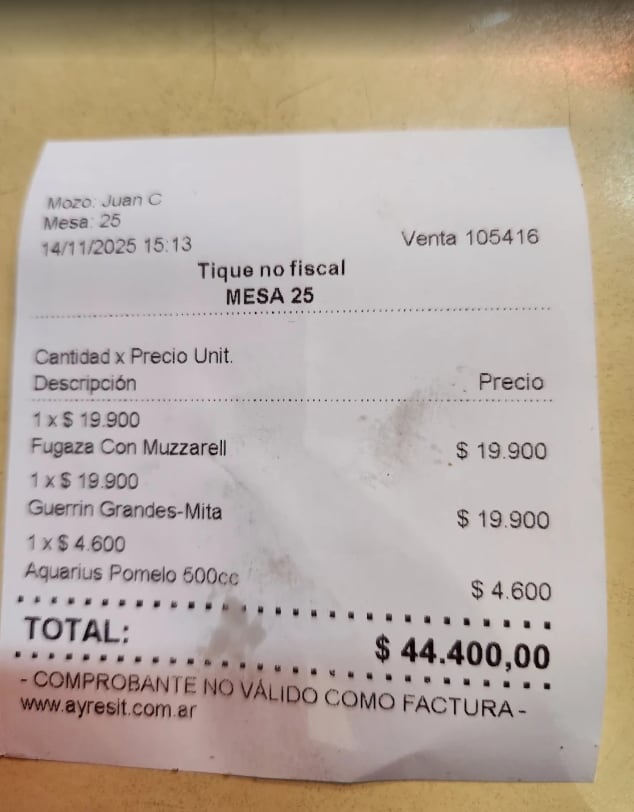 Mozo: Juan C
Mesa: 25
14/11/2025 15:13
Venta 105416
Tique no fiscal
MESA 25
Cantidad x Precio Unit.
Descripción
Precio
1 x $ 19.900
Fugaza Con Muzzarell
$ 19.900
1 x $ 19.900
Guerrin Grandes-Mita
$ 19.900
1 x $ 4.600
Aquarius Pomelo 500cc
$ 4.600
TOTAL:
$ 44.400,00
- COMPROBANTE NO VÁLIDO COMO FACTURA -
www.ayresit.com.ar